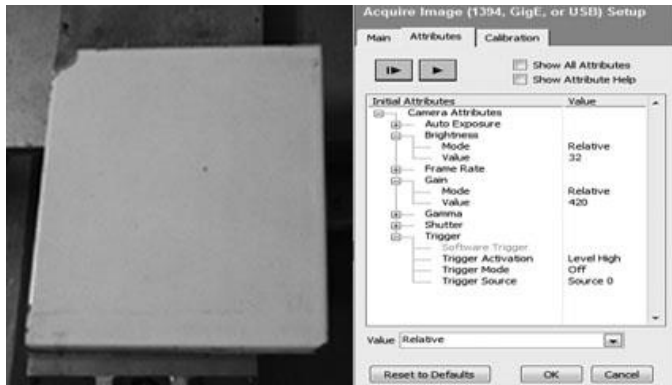 Acquire Image (1394, GigE, or USB) Setup
Main Attributes Calibration
Show All Attributes
Show Attribute Help
Initial Attributes Value
Camera Attributes
Auto Exposure
Brightness
Mode Relative
Value 32
Frame Rate
Gain
Mode Relative
Value 420
Gamma
Shutter
Trigger
Software Trigger
Trigger Activation Level High
Trigger Mode Off
Trigger Source Source 0
Value Relative
Reset to Defaults OK Cancel